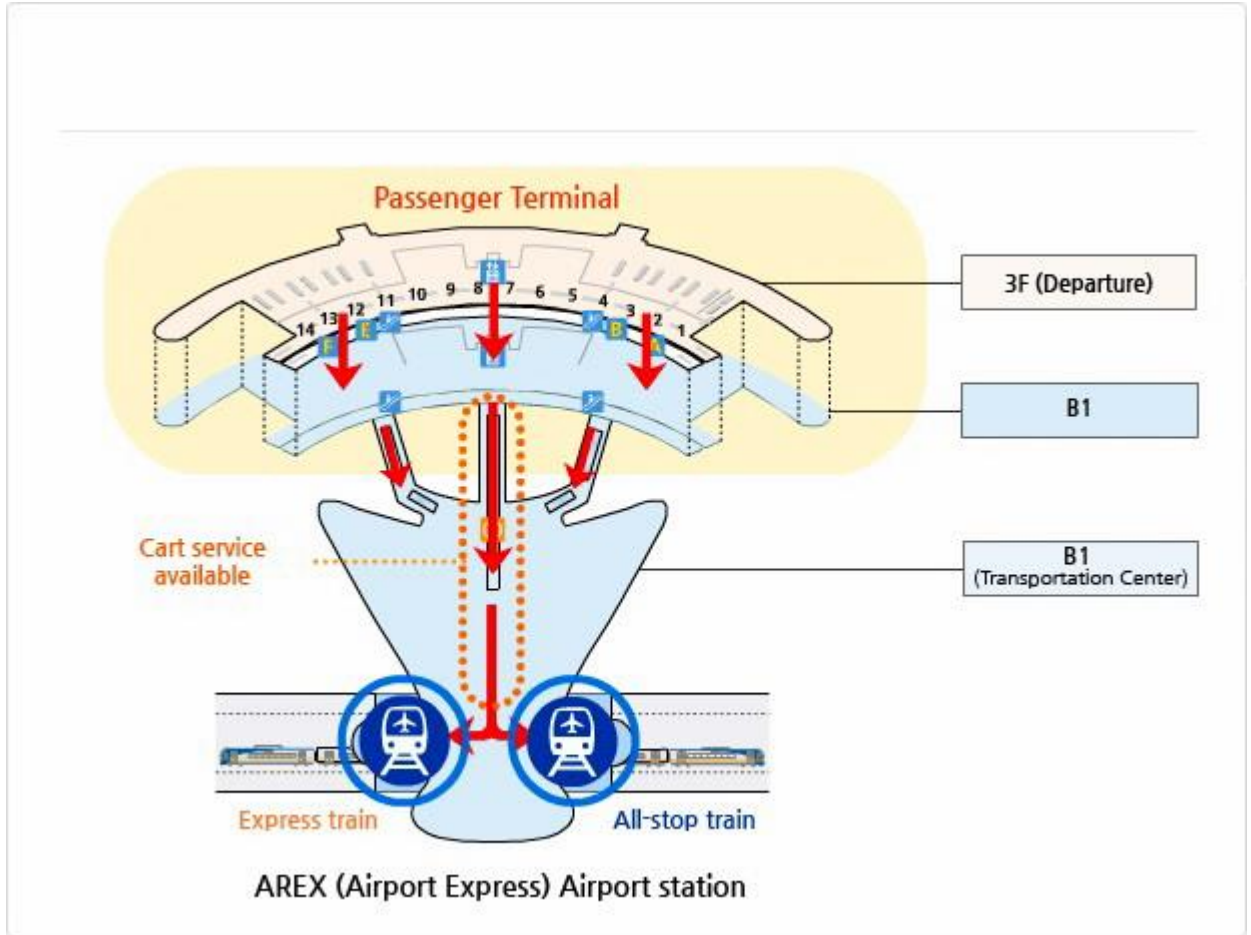 Passenger Terminal
3F (Departure)
14
13
12
11
10
9
8
7
6
5
4
3
2
1
F
E
B
A
B1
Cart service
available
B1
(Transportation Center)
Express train
All-stop train
AREX (Airport Express) Airport station